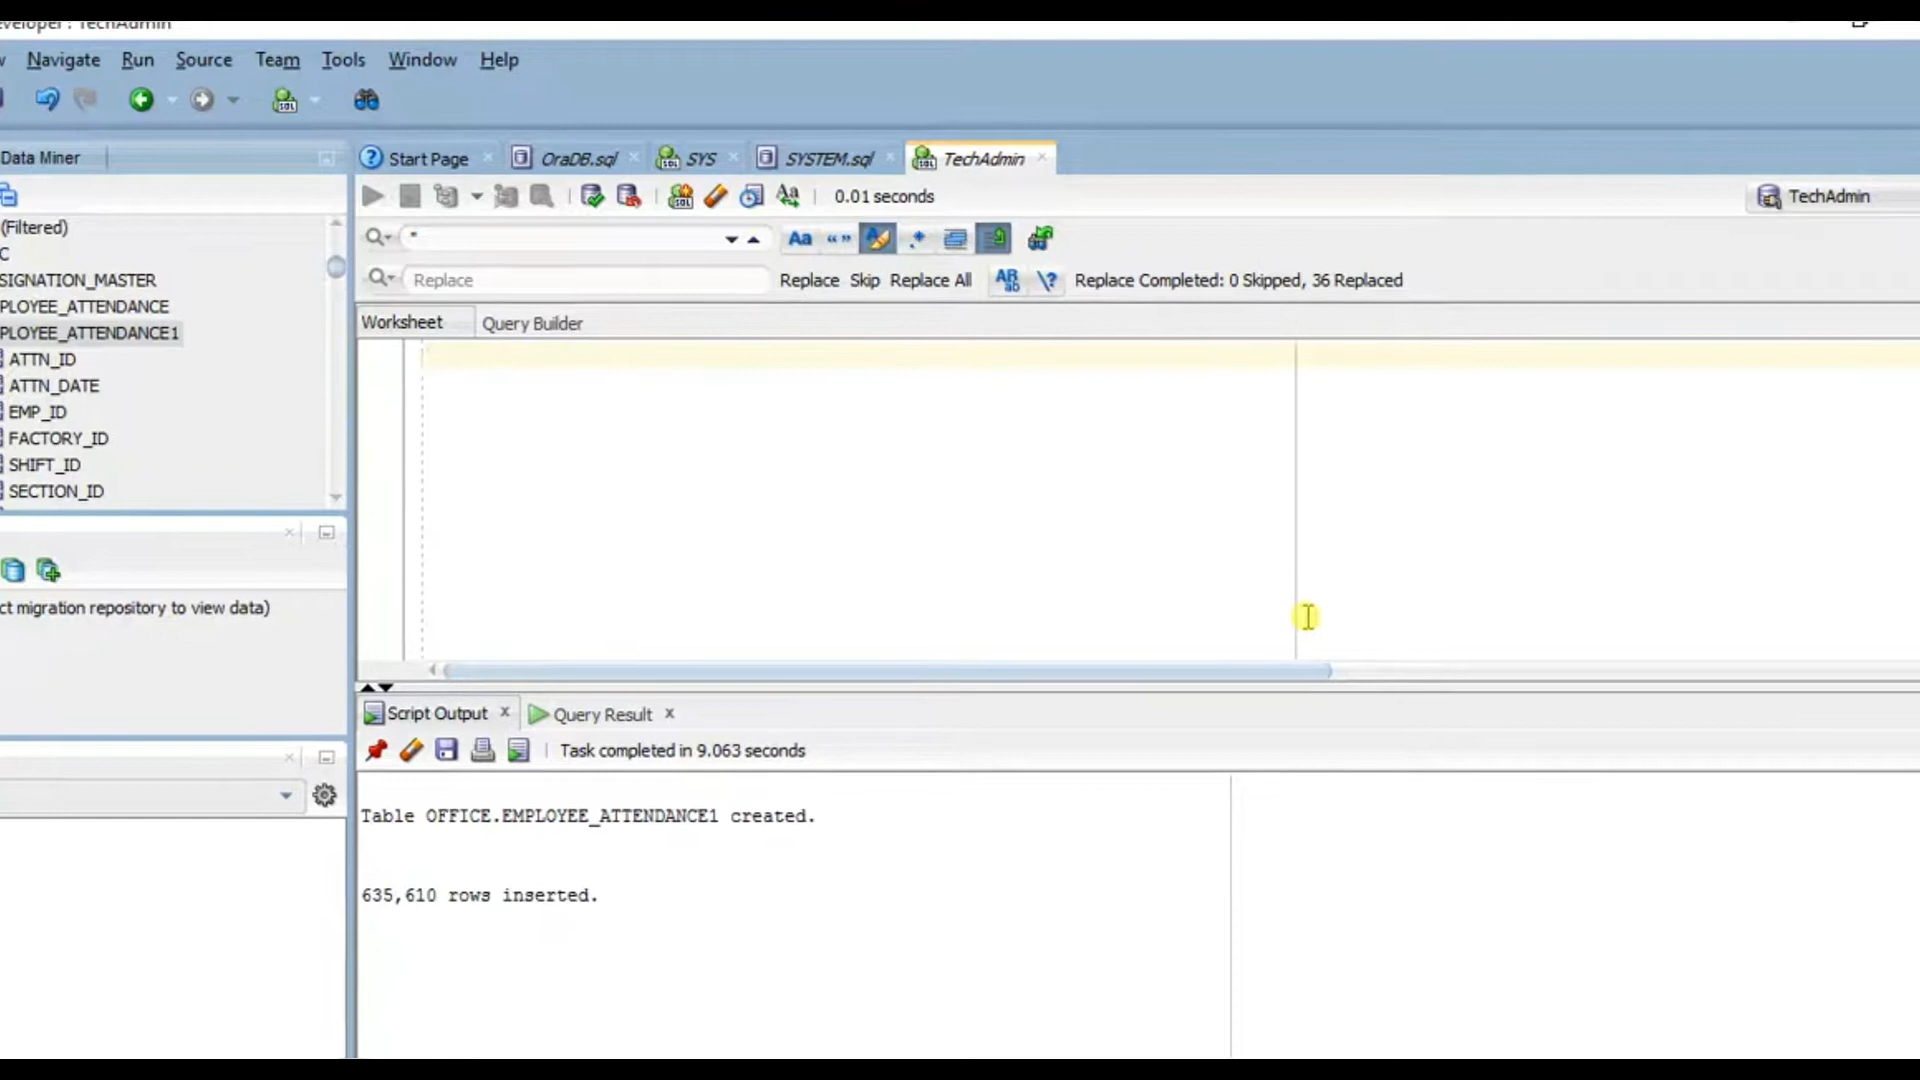 eveloper : TechAdmin
Navigate Run Source Team Tools Window Help
Data Miner
Start Page OraDB.sql SYS SYSTEM.sql TechAdmin
0.01 seconds
TechAdmin
"
Replace
Replace Skip Replace All
Replace Completed: 0 Skipped, 36 Replaced
Worksheet Query Builder
(Filtered)
C
SIGNATION_MASTER
PLOYEE_ATTENDANCE
PLOYEE_ATTENDANCE1
ATTN_ID
ATTN_DATE
EMP_ID
FACTORY_ID
SHIFT_ID
SECTION_ID
ct migration repository to view data)
Script Output Query Result
Task completed in 9.063 seconds
Table OFFICE.EMPLOYEE_ATTENDANCE1 created.
635,610 rows inserted.